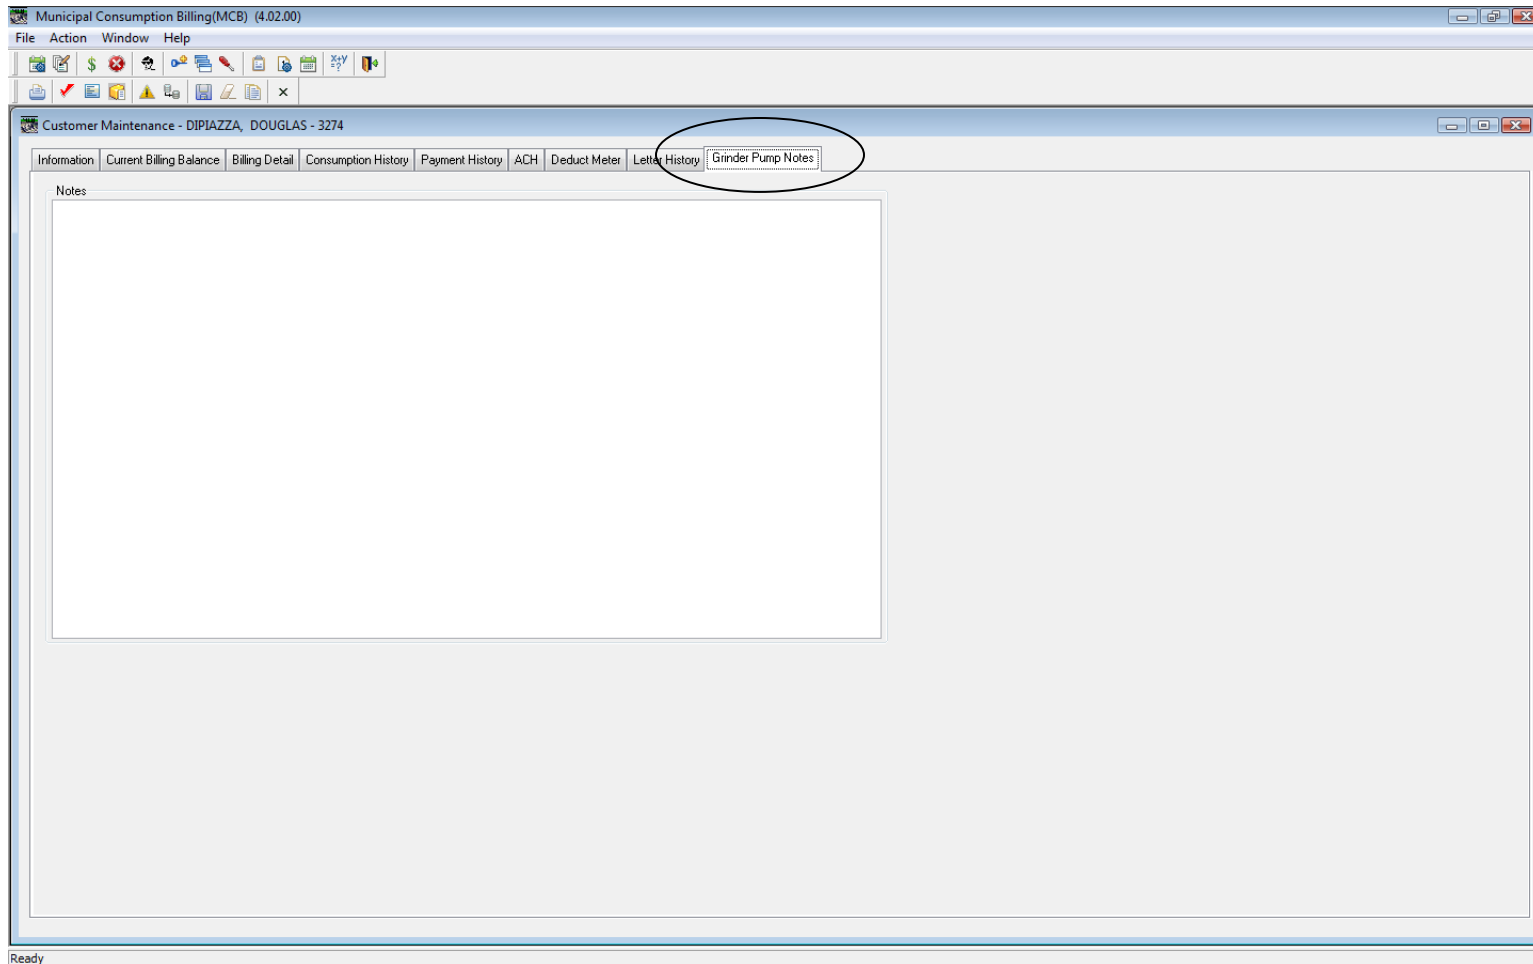 Municipal Consumption Billing(MCB) (4.02.00)
File Action Window Help
Customer Maintenance - DIPIAZZA, DOUGLAS - 3274
Information Current Billing Balance Billing Detail Consumption History Payment History ACH Deduct Meter Letter History Grinder Pump Notes
Notes
Ready